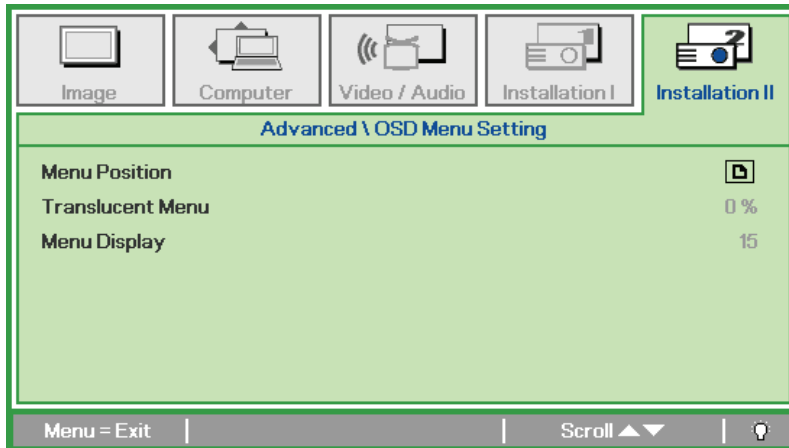 Image Computer Video / Audio Installation I Installation II
Advanced \ OSD Menu Setting
Menu Position
Translucent Menu 0 %
Menu Display 15
Menu = Exit Scroll ▲▼